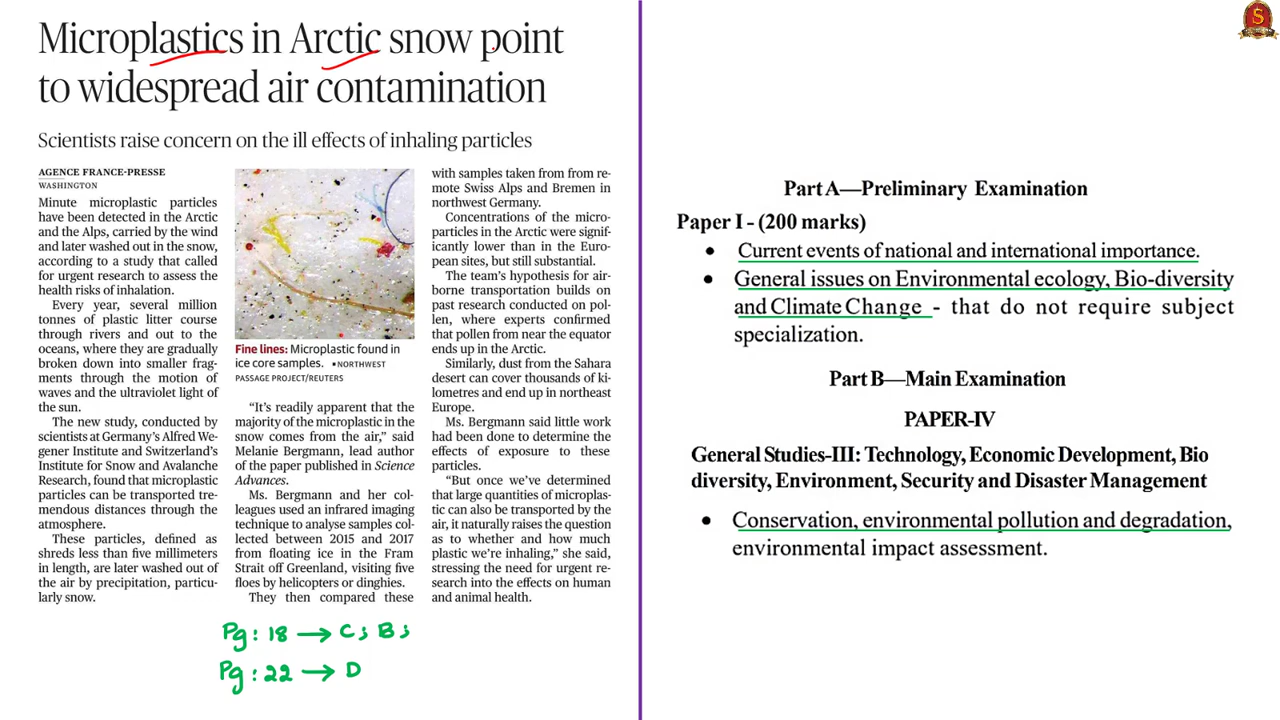 Microplastics in Arctic snow point
to widespread air contamination
Scientists raise concern on the ill effects of inhaling particles
AGENCE FRANCE-PRESSE
WASHINGTON
Minute microplastic particles
have been detected in the Arctic
and the Alps, carried by the wind
and later washed out in the snow,
according to a study that called
for urgent research to assess the
health risks of inhalation.
Every year, several million
tonnes of plastic litter course
through rivers and out to the
oceans, where they are gradually
broken down into smaller frag-
ments through the motion of
waves and the ultraviolet light of
the sun.
The new study, conducted by
scientists at Germany's Alfred We-
gener Institute and Switzerland's
Institute for Snow and Avalanche
Research, found that microplastic
particles can be transported tre-
mendous distances through the
atmosphere.
These particles, defined as
shreds less than five millimeters
in length, are later washed out of
the air by precipitation, particu-
larly snow.
Fine lines: Microplastic found in
ice core samples. ▪NORTHWEST
PASSAGE PROJECT/REUTERS
"It's readily apparent that the
majority of the microplastic in the
snow comes from the air," said
Melanie Bergmann, lead author
of the paper published in Science
Advances.
Ms. Bergmann and her col-
leagues used an infrared imaging
technique to analyse samples col-
lected between 2015 and 2017
from floating ice in the Fram
Strait off Greenland, visiting five
floes by helicopters or dinghies.
They then compared these
with samples taken from from re-
mote Swiss Alps and Bremen in
northwest Germany.
Concentrations of the micro-
particles in the Arctic were signif-
icantly lower than in the Euro-
pean sites, but still substantial.
The team's hypothesis for air-
borne transportation builds on
past research conducted on pol-
len, where experts confirmed
that pollen from near the equator
ends up in the Arctic.
Similarly, dust from the Sahara
desert can cover thousands of ki-
lometres and end up in northeast
Europe.
Ms. Bergmann said little work
had been done to determine the
effects of exposure to these
particles.
"But once we've determined
that large quantities of microplas-
tic can also be transported by the
air, it naturally raises the question
as to whether and how much
plastic we're inhaling," she said,
stressing the need for urgent re-
search into the effects on human
and animal health.
Pg: 18 → C; B;
Pg: 22 → D
S
Part A—Preliminary Examination
Paper I - (200 marks)
• Current events of national and international importance.
• General issues on Environmental ecology, Bio-diversity
and Climate Change - that do not require subject
specialization.
Part B—Main Examination
PAPER-IV
General Studies-III: Technology, Economic Development, Bio
diversity, Environment, Security and Disaster Management
• Conservation, environmental pollution and degradation,
environmental impact assessment.